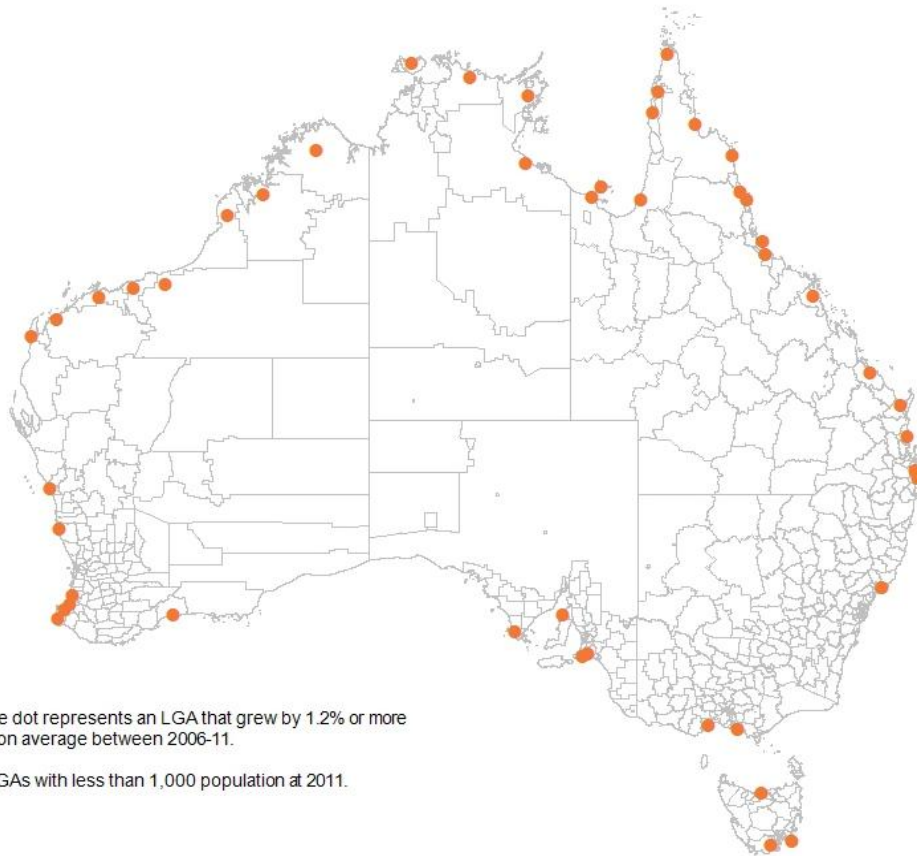 e dot represents an LGA that grew by 1.2% or more
on average between 2006-11.
GAs with less than 1,000 population at 2011.